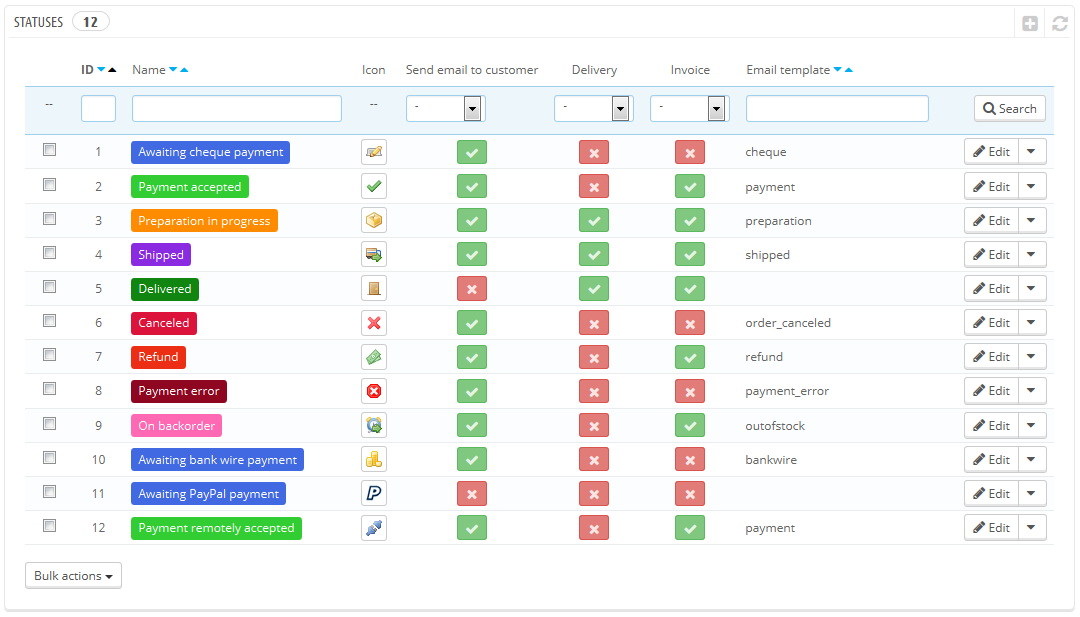 STATUSES 12
ID Name Icon Send email to customer Delivery Invoice Email template
-- -- - - - Search
1 Awaiting cheque payment cheque Edit
2 Payment accepted payment Edit
3 Preparation in progress preparation Edit
4 Shipped shipped Edit
5 Delivered Edit
6 Canceled order_canceled Edit
7 Refund refund Edit
8 Payment error payment_error Edit
9 On backorder outofstock Edit
10 Awaiting bank wire payment bankwire Edit
11 Awaiting PayPal payment Edit
12 Payment remotely accepted payment Edit
Bulk actions